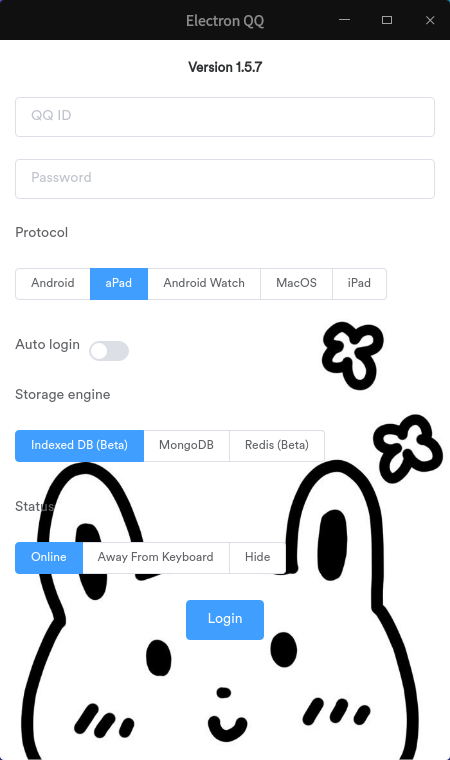 Electron QQ
Version 1.5.7
QQ ID
Password
Protocol
Android aPad Android Watch MacOS iPad
Auto login
Storage engine
Indexed DB (Beta) MongoDB Redis (Beta)
Status
Online Away From Keyboard Hide
Login